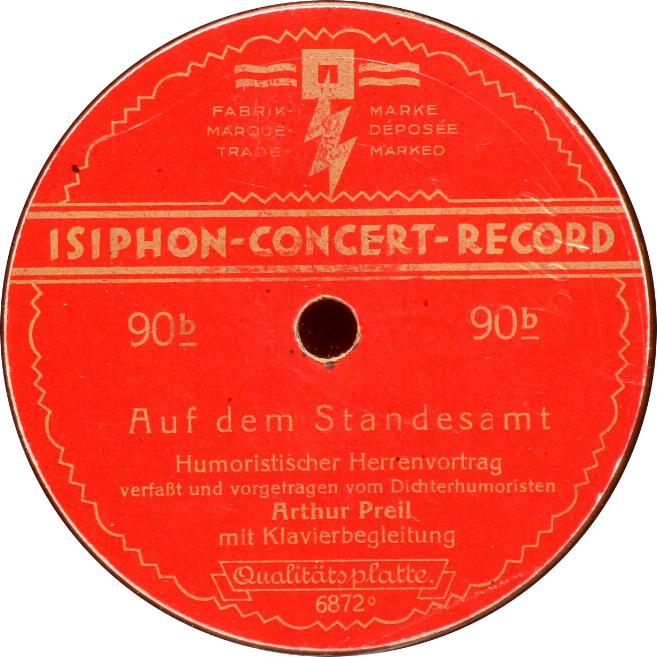 FABRIK- MARKE
MARQUE- DÉPOSÉE
TRADE- MARKED
ISIPHON-CONCERT-RECORD
90b 90b
Auf dem Standesamt
Humoristischer Herrenvortrag
verfaßt und vorgetragen vom Dichterhumoristen
Arthur Preil
mit Klavierbegleitung
Qualitätsplatte.
6872°